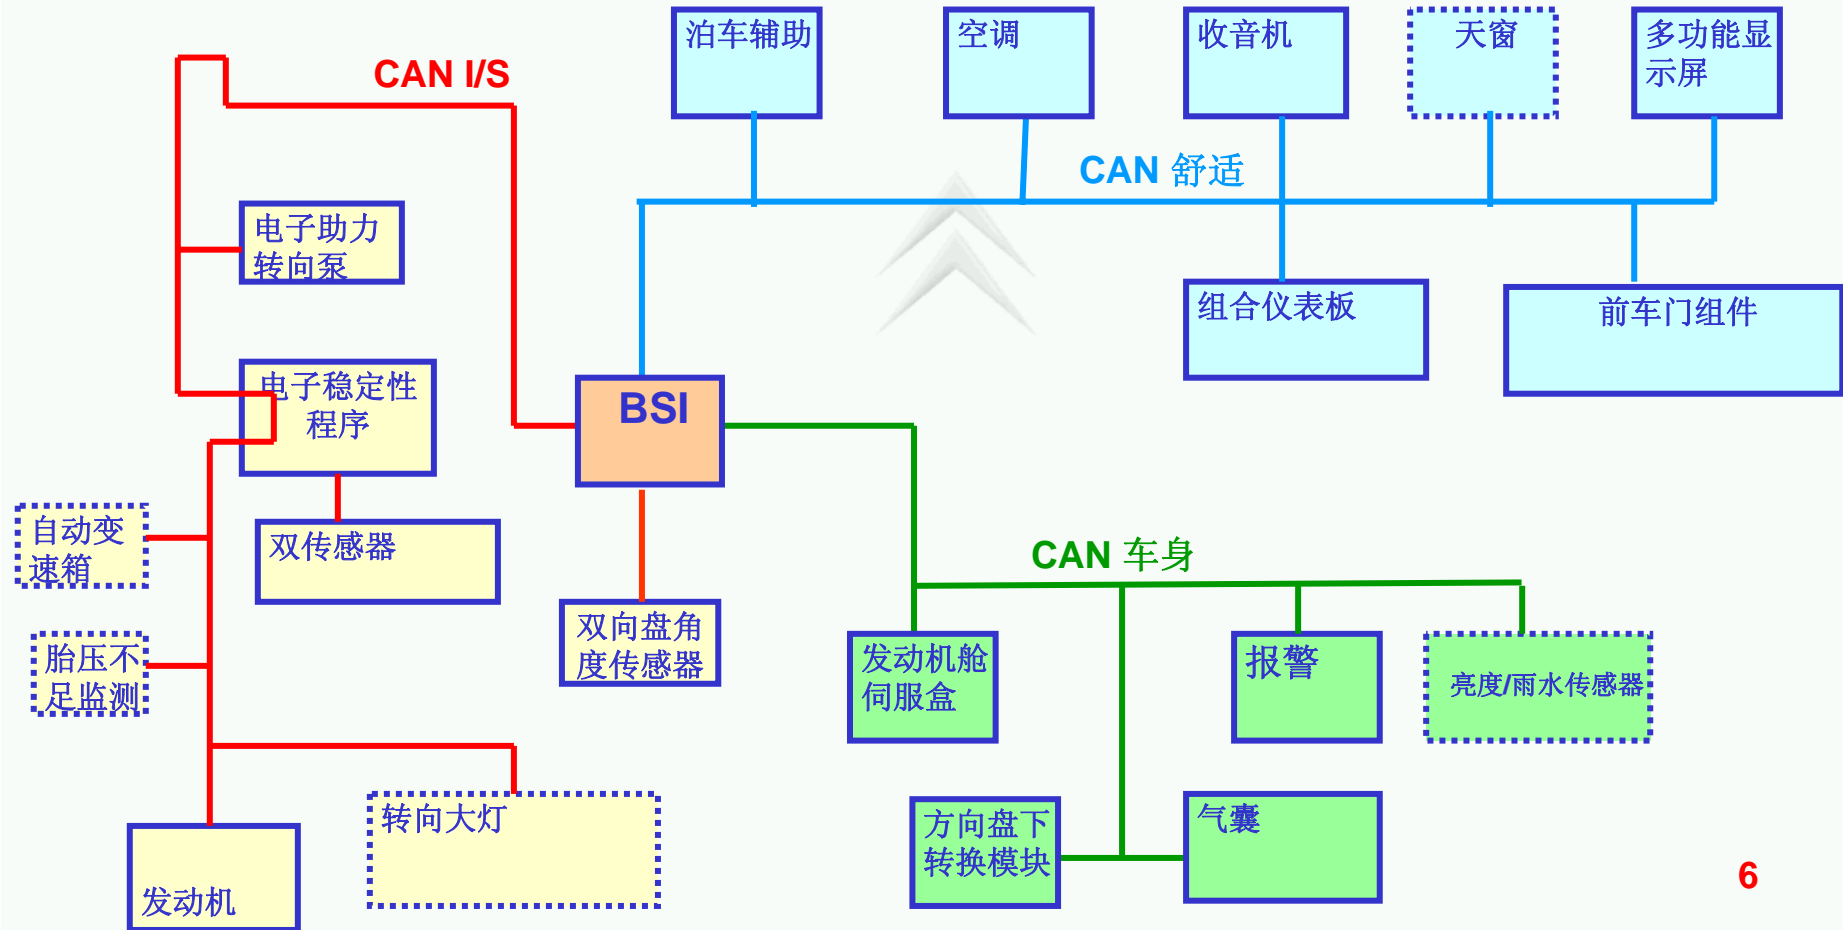 泊车辅助
空调
收音机
天窗
多功能显
示屏
CAN I/S
CAN 舒适
电子助力
转向泵
组合仪表板
前车门组件
电子稳定性
程序
BSI
自动变
速箱
双传感器
CAN 车身
双向盘角
度传感器
胎压不
足监测
发动机舱
伺服盒
报警
亮度/雨水传感器
转向大灯
方向盘下
转换模块
气囊
发动机
6